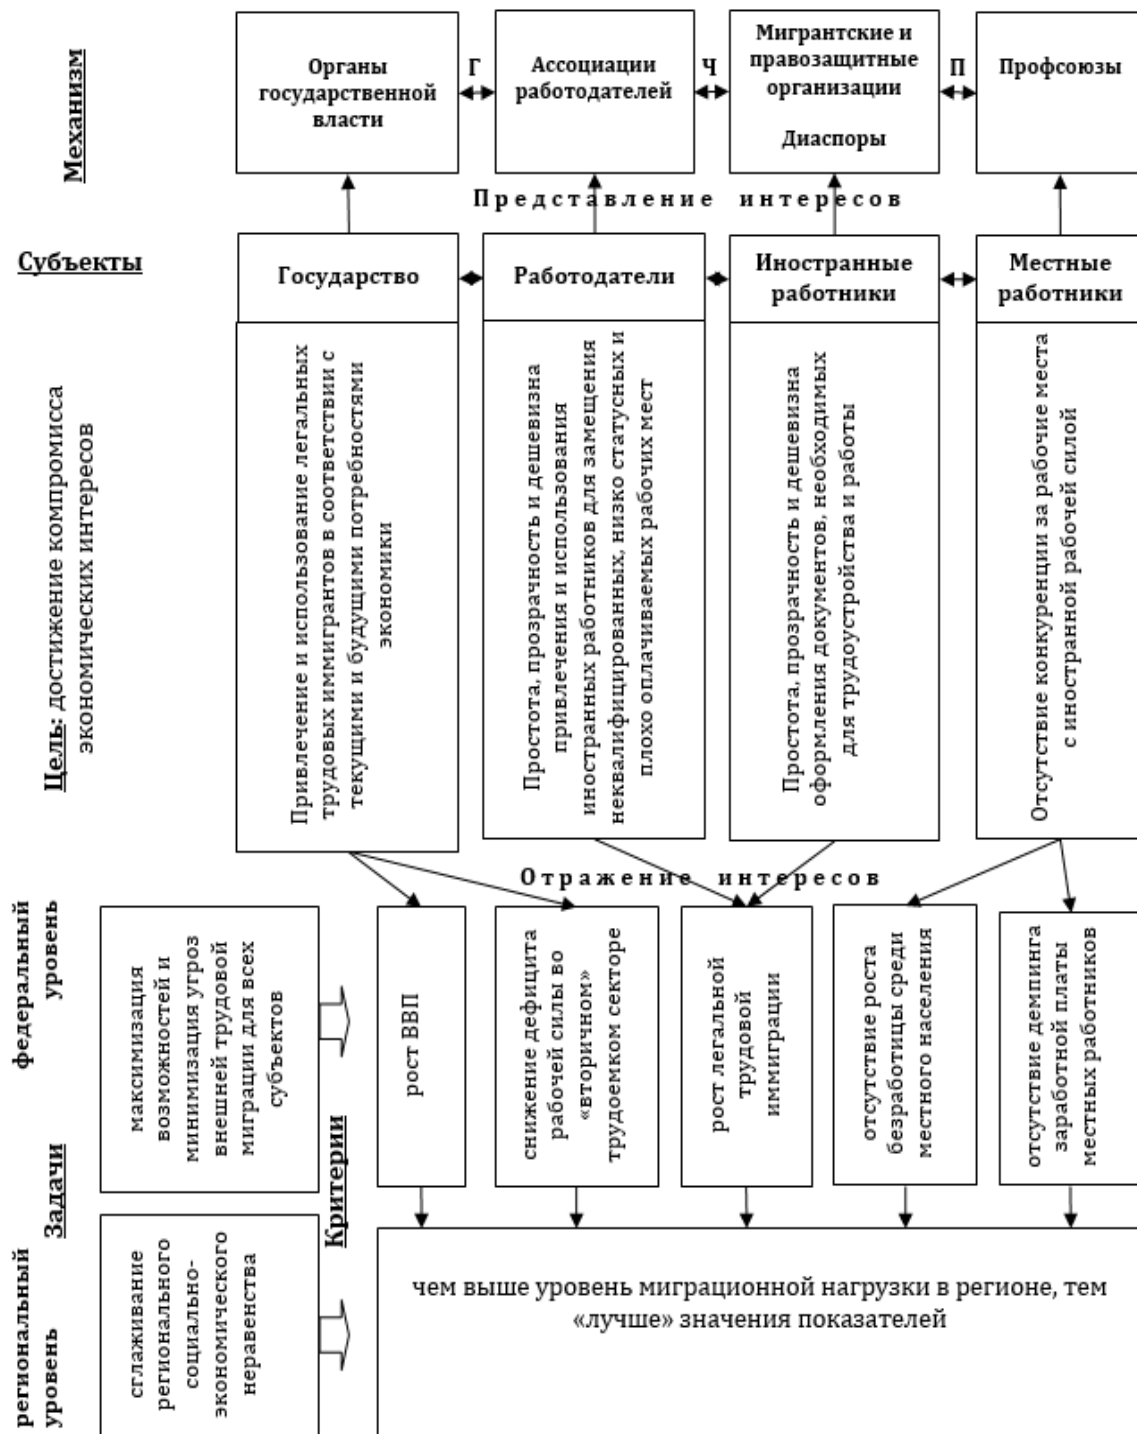 Механизм
Органы
государственной
власти
Г
Ассоциации
работодателей
Ч
Мигрантские и
правозащитные
организации
Диаспоры
П
Профсоюзы
Представление интересов
Субъекты
Государство
Работодатели
Иностранные
работники
Местные
работники
Цель: достижение компромисса
экономических интересов
Привлечение и использование легальных
трудовых иммигрантов в соответствии с
текущими и будущими потребностями
экономики
Простота, прозрачность и дешевизна
привлечения и использования
иностранных работников для замещения
неквалифицированных, низко статусных и
плохо оплачиваемых рабочих мест
Простота, прозрачность и дешевизна
оформления документов, необходимых
для трудоустройства и работы
Отсутствие конкуренции за рабочие места
с иностранной рабочей силой
Отражение интересов
федеральный
уровень
максимизация
возможностей и
минимизация угроз
внешней трудовой
миграции для всех
субъектов
рост ВВП
снижение дефицита
рабочей силы во
«вторичном»
трудоемком секторе
рост легальной
трудовой
иммиграции
отсутствие роста
безработицы среди
местного населения
отсутствие демпинга
заработной платы
местных работников
Задачи
Критерии
региональный
уровень
сглаживание
регионального
социально-
экономического
неравенства
чем выше уровень миграционной нагрузки в регионе, тем
«лучше» значения показателей